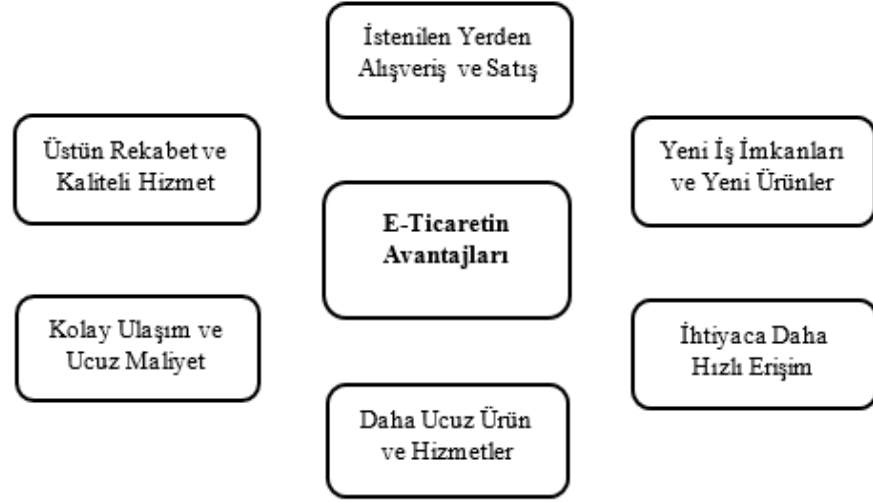 İstenilen Yerden
Alışveriş ve Satış
Üstün Rekabet ve
Kaliteli Hizmet
Yeni İş İmkanları
ve Yeni Ürünler
E-Ticaretin
Avantajları
Kolay Ulaşım ve
Ucuz Maliyet
İhtiyaca Daha
Hızlı Erişim
Daha Ucuz Ürün
ve Hizmetler